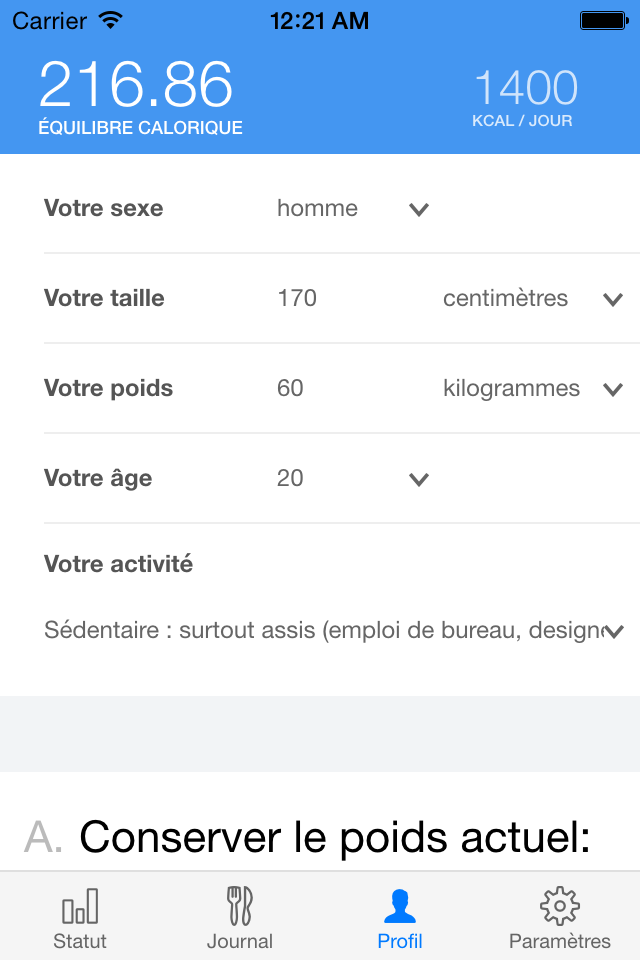 Carrier 12:21 AM
216.86 1400
ÉQUILIBRE CALORIQUE KCAL / JOUR
Votre sexe homme
Votre taille 170 centimètres
Votre poids 60 kilogrammes
Votre âge 20
Votre activité
Sédentaire : surtout assis (emploi de bureau, designe
A. Conserver le poids actuel:
Statut Journal Profil Paramètres